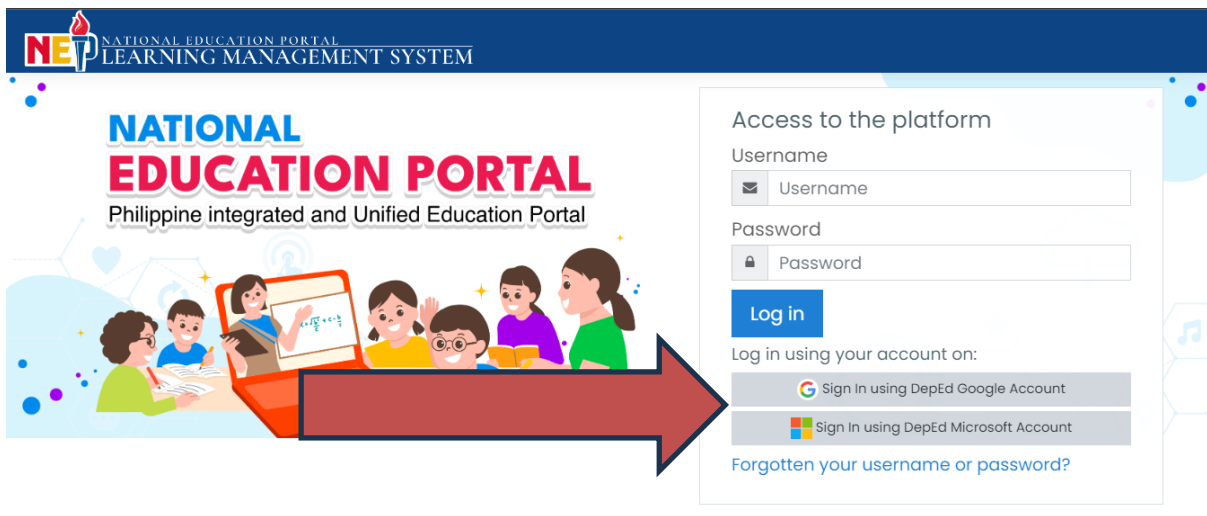 NEP NATIONAL EDUCATION PORTAL
LEARNING MANAGEMENT SYSTEM
NATIONAL
EDUCATION PORTAL
Philippine integrated and Unified Education Portal
Access to the platform
Username
Username
Password
Password
Log in
Log in using your account on:
Sign In using DepEd Google Account
Sign In using DepEd Microsoft Account
Forgotten your username or password?